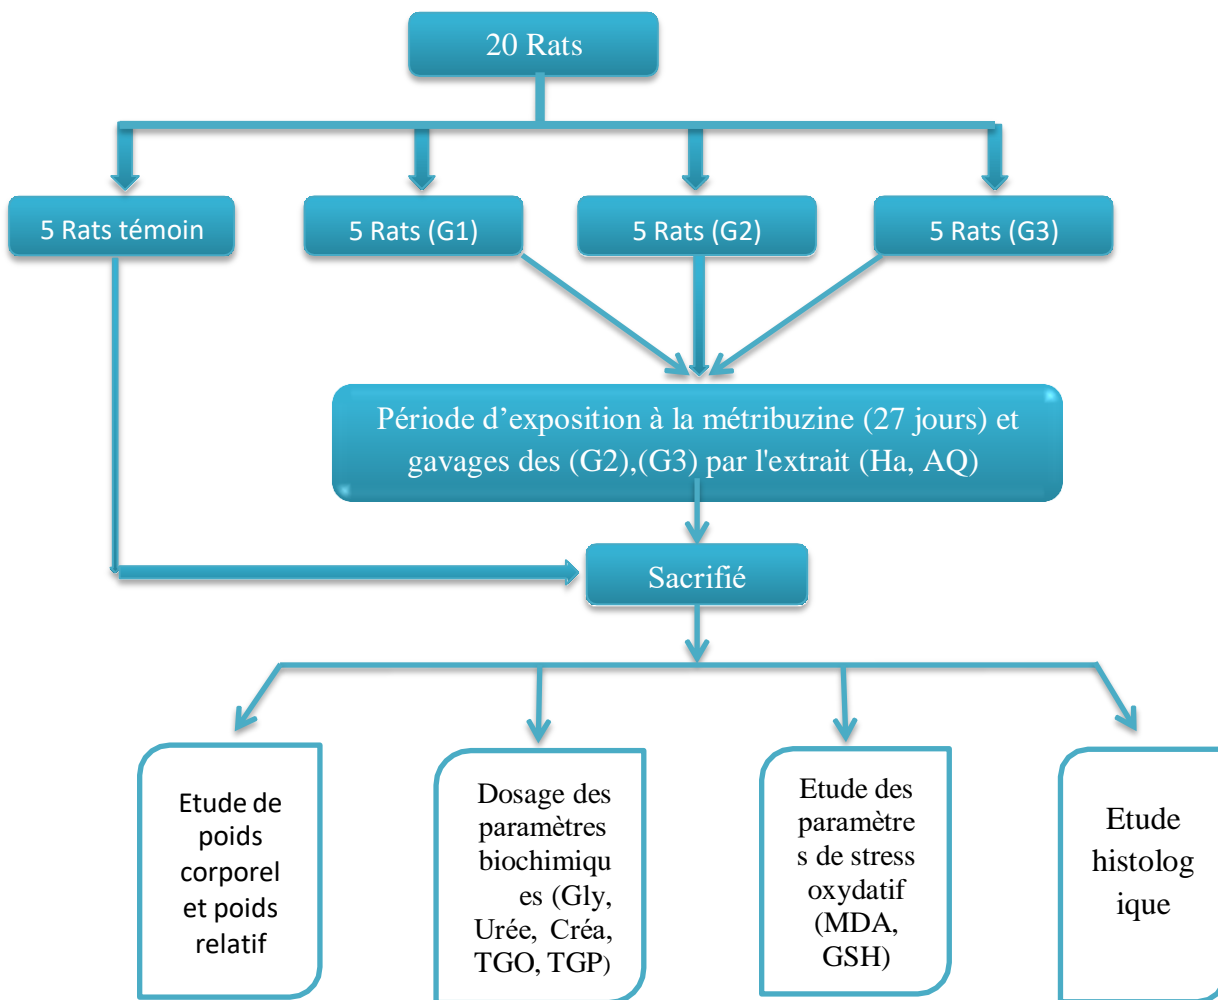 20 Rats
5 Rats témoin
5 Rats (G1)
5 Rats (G2)
5 Rats (G3)
Période d’exposition à la métribuzine (27 jours) et
gavages des (G2),(G3) par l'extrait (Ha, AQ)
Sacrifié
Etude de
poids
corporel
et poids
relatif
Dosage des
paramètres
biochimiqu
es (Gly,
Urée, Créa,
TGO, TGP)
Etude des
paramètre
s de stress
oxydatif
(MDA,
GSH)
Etude
histolog
ique